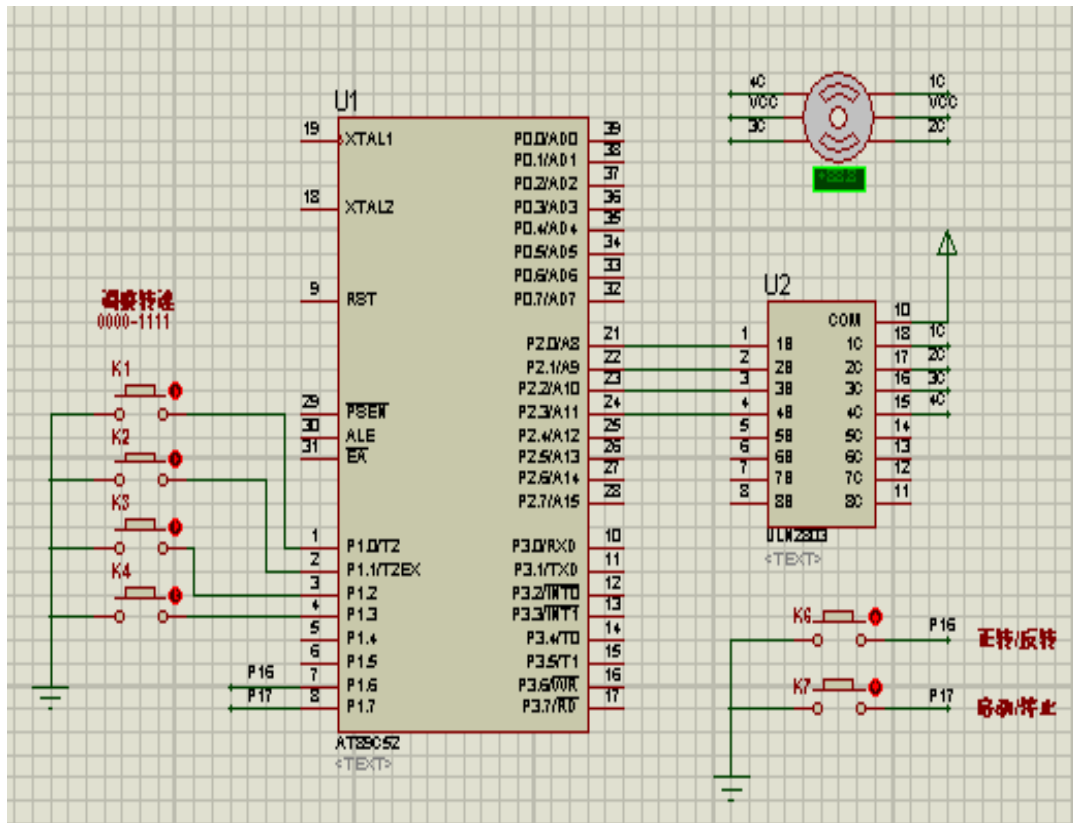 4C
VCC
3C
1C
VCC
2C
+88.8
U1
19
XTAL1
18
XTAL2
9
RST
29
PSEN
30
ALE
31
EA
1
P1.0/T2
2
P1.1/T2EX
3
P1.2
4
P1.3
5
P1.4
6
P1.5
7
P1.6
8
P1.7
P16
P17
P0.0/AD0
39
P0.1/AD1
38
P0.2/AD2
37
P0.3/AD3
36
P0.4/AD4
35
P0.5/AD5
34
P0.6/AD6
33
P0.7/AD7
32
P2.0/A8
21
P2.1/A9
22
P2.2/A10
23
P2.3/A11
24
P2.4/A12
25
P2.5/A13
26
P2.6/A14
27
P2.7/A15
28
P3.0/RXD
10
P3.1/TXD
11
P3.2/INT0
12
P3.3/INT1
13
P3.4/T0
14
P3.5/T1
15
P3.6/WR
16
P3.7/RD
17
AT89C52
<TEXT>
调整转速
0000-1111
K1
K2
K3
K4
U2
COM
10
1
1B
1C
18
1C
2
2B
2C
17
2C
3
3B
3C
16
3C
4
4B
4C
15
4C
5
5B
5C
14
6
6B
6C
13
7
7B
7C
12
8
8B
8C
11
ULN2803
<TEXT>
K6
P16
正转/反转
K7
P17
启动/停止